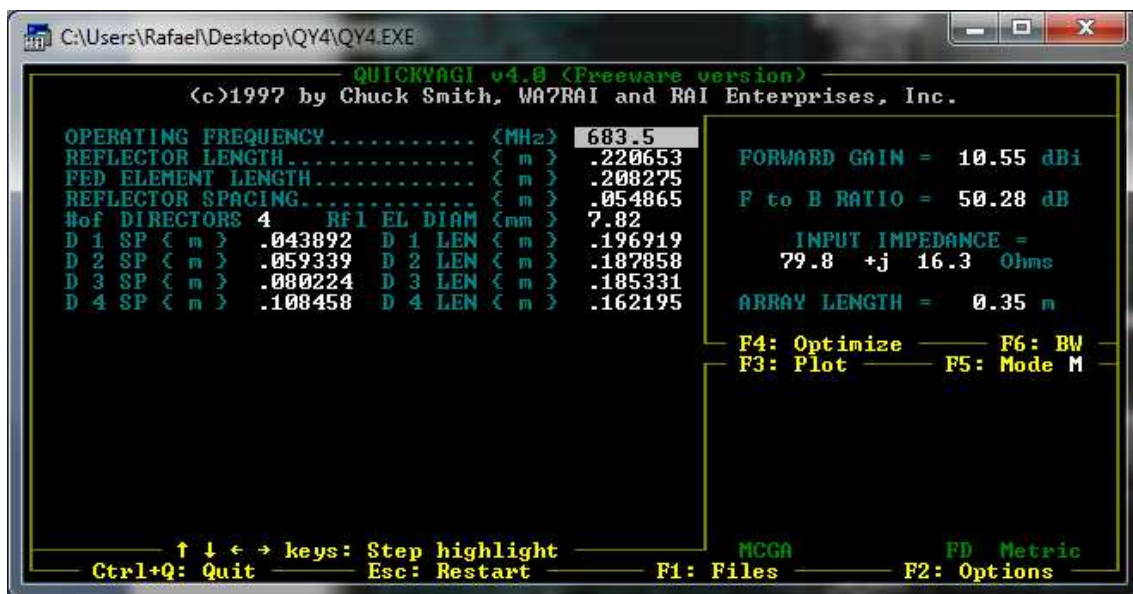 C:\Users\Rafael\Desktop\QY4\QY4.EXE
QUICKYAGI v4.0 (Freeware version)
(c)1997 by Chuck Smith, WA7RAI and RAI Enterprises, Inc.
OPERATING FREQUENCY............ {MHz} 683.5
REFLECTOR LENGTH............... { m } .220653
FED ELEMENT LENGTH............. { m } .208275
REFLECTOR SPACING.............. { m } .054865
#of DIRECTORS 4 Rfl EL DIAM {mm } 7.82
D 1 SP { m } .043892 D 1 LEN { m } .196919
D 2 SP { m } .059339 D 2 LEN { m } .187858
D 3 SP { m } .080224 D 3 LEN { m } .185331
D 4 SP { m } .108458 D 4 LEN { m } .162195
FORWARD GAIN = 10.55 dBi
F to B RATIO = 50.28 dB
INPUT IMPEDANCE =
79.8 +j 16.3 Ohms
ARRAY LENGTH = 0.35 m
F4: Optimize F6: BW
F3: Plot F5: Mode M
MCGA FD Metric
↑ ↓ ← → keys: Step highlight
Ctrl+Q: Quit Esc: Restart F1: Files F2: Options